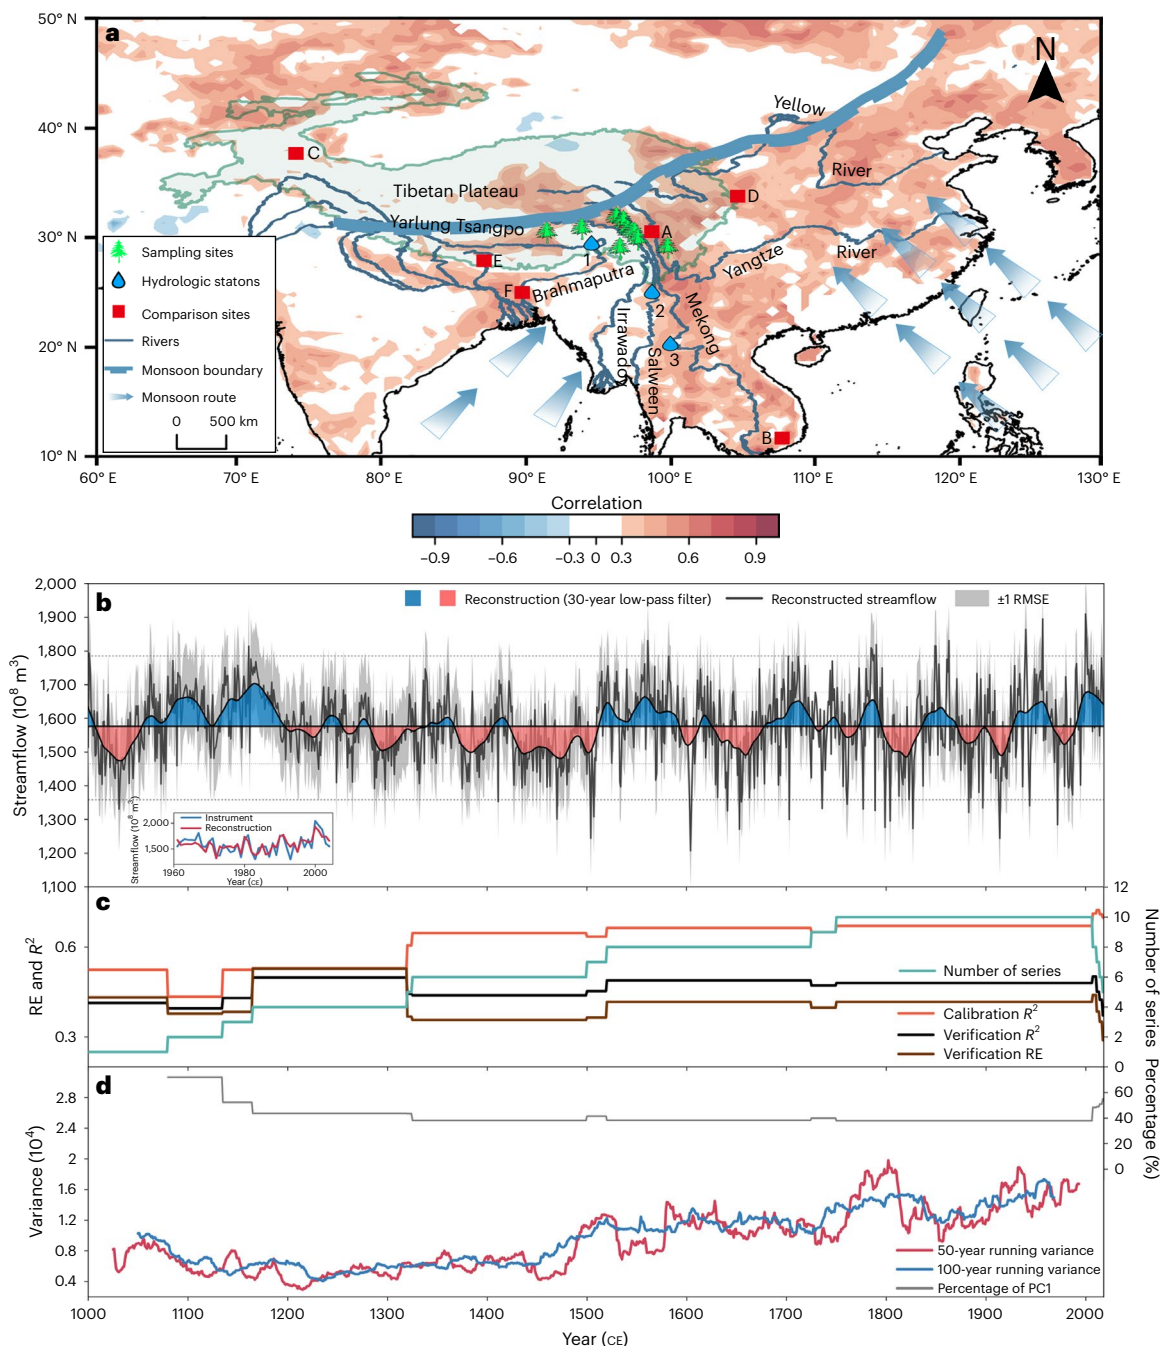 a
50° N
40° N
30° N
20° N
10° N
N
Yellow
River
C
Tibetan Plateau
D
Yarlung Tsangpo
A
E
1
Yangtze
River
F
Brahmaputra
2
Mekong
Irrawaddy
Salween
3
B
Sampling sites
Hydrologic statons
Comparison sites
Rivers
Monsoon boundary
Monsoon route
0 500 km
60° E 70° E 80° E 90° E 100° E 110° E 120° E 130° E
Correlation
–0.9 –0.6 –0.3 0 0.3 0.6 0.9
b
Reconstruction (30-year low-pass filter) Reconstructed streamflow ±1 RMSE
Streamflow (10⁸ m³)
2,000
1,900
1,800
1,700
1,600
1,500
1,400
1,300
1,200
1,100
Instrument
Reconstruction
Streamflow (10⁸ m³)
2,000
1,500
1960 1980 2000
Year (CE)
c
RE and R²
0.6
0.3
Number of series
12
10
8
6
4
2
0
Number of series
Calibration R²
Verification R²
Verification RE
d
Variance (10⁴)
2.8
2.4
2
1.6
1.2
0.8
0.4
Percentage (%)
60
40
20
0
50-year running variance
100-year running variance
Percentage of PC1
1000 1100 1200 1300 1400 1500 1600 1700 1800 1900 2000
Year (CE)